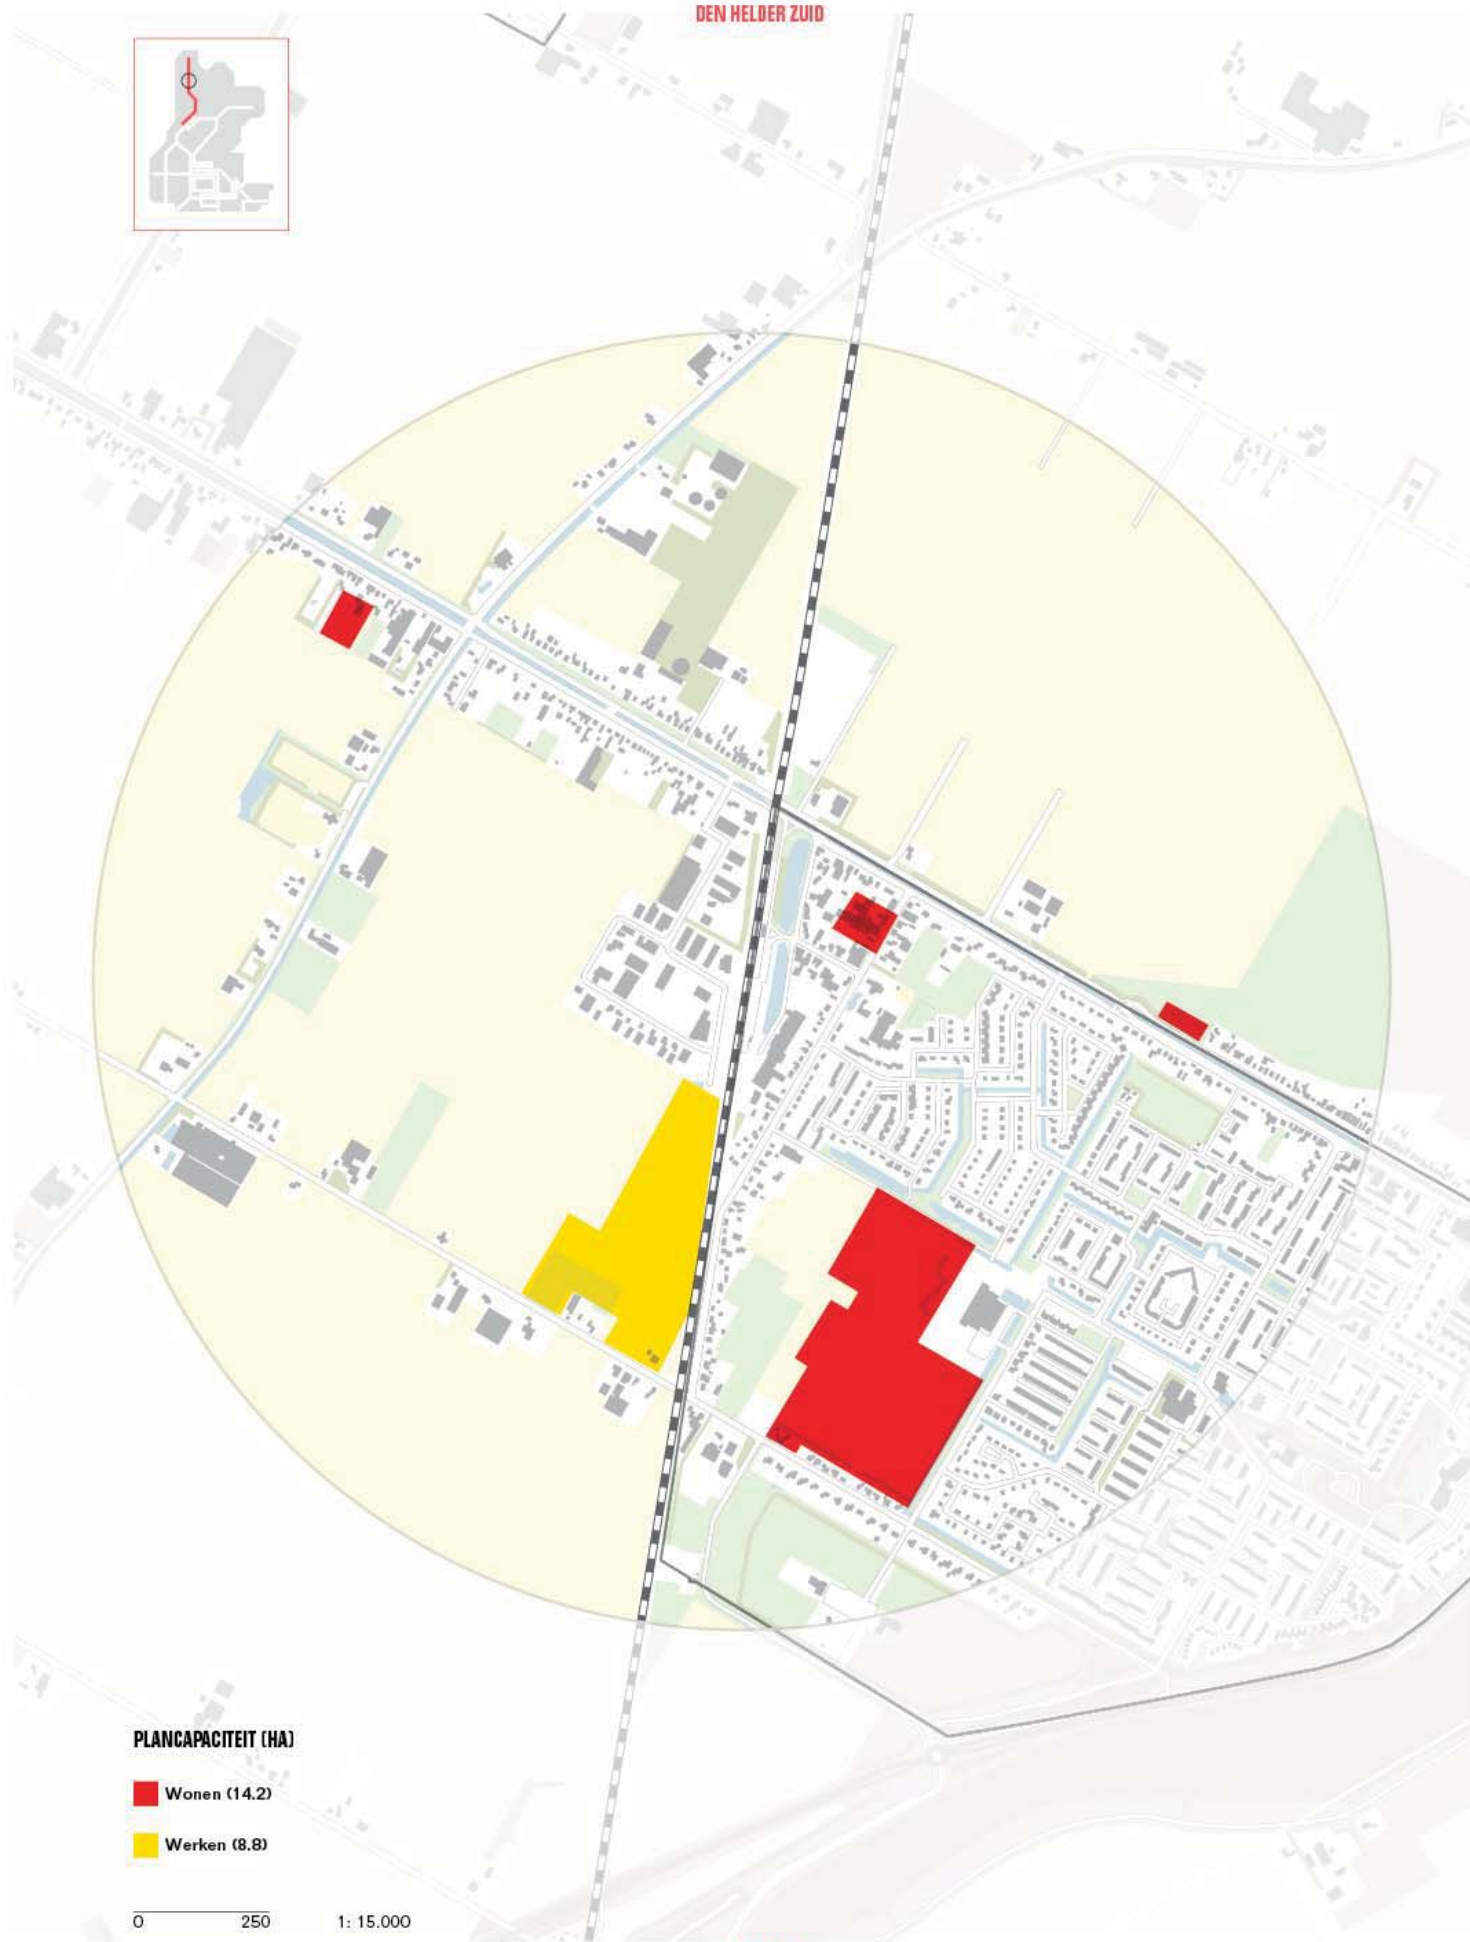 DEN HELDER ZUID
PLANCAPACITEIT (HA)
Wonen (14.2)
Werken (8.8)
0 250 1: 15.000